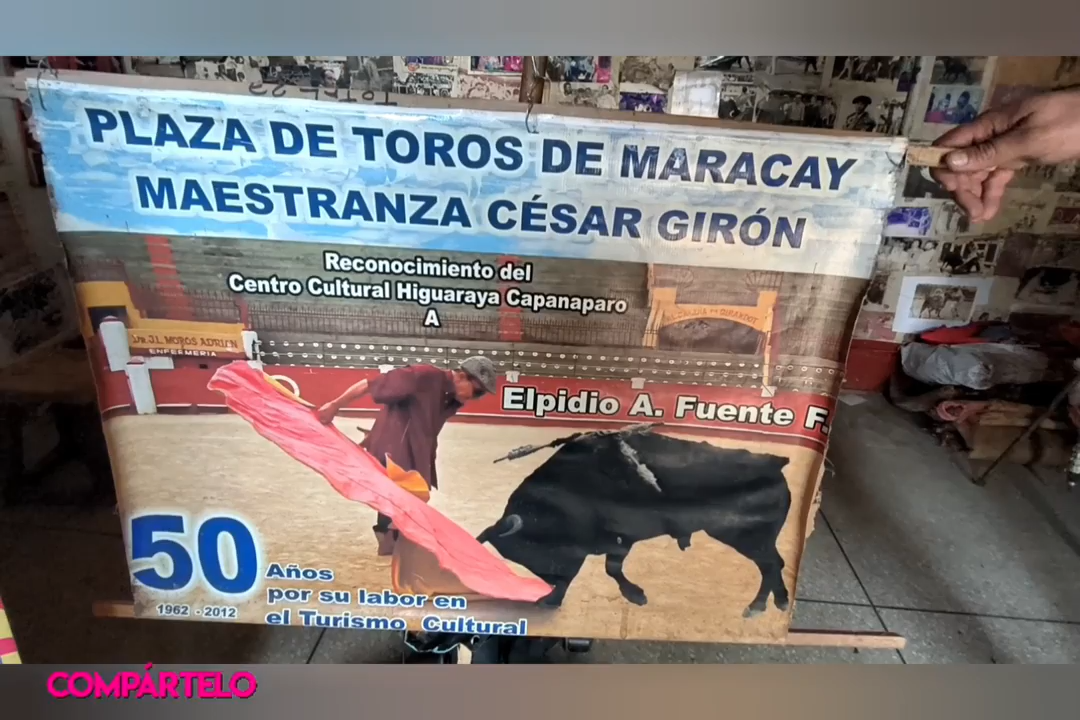 PLAZA DE TOROS DE MARACAY
MAESTRANZA CÉSAR GIRÓN
Reconocimiento del
Centro Cultural Higuaraya Capanaparo
A
DR. J.L. MOROS ADRIÁN
ENFERMERIA
Elpidio A. Fuente F.
50 Años
por su labor en
el Turismo Cultural
1962 - 2012
COMPÁRTELO